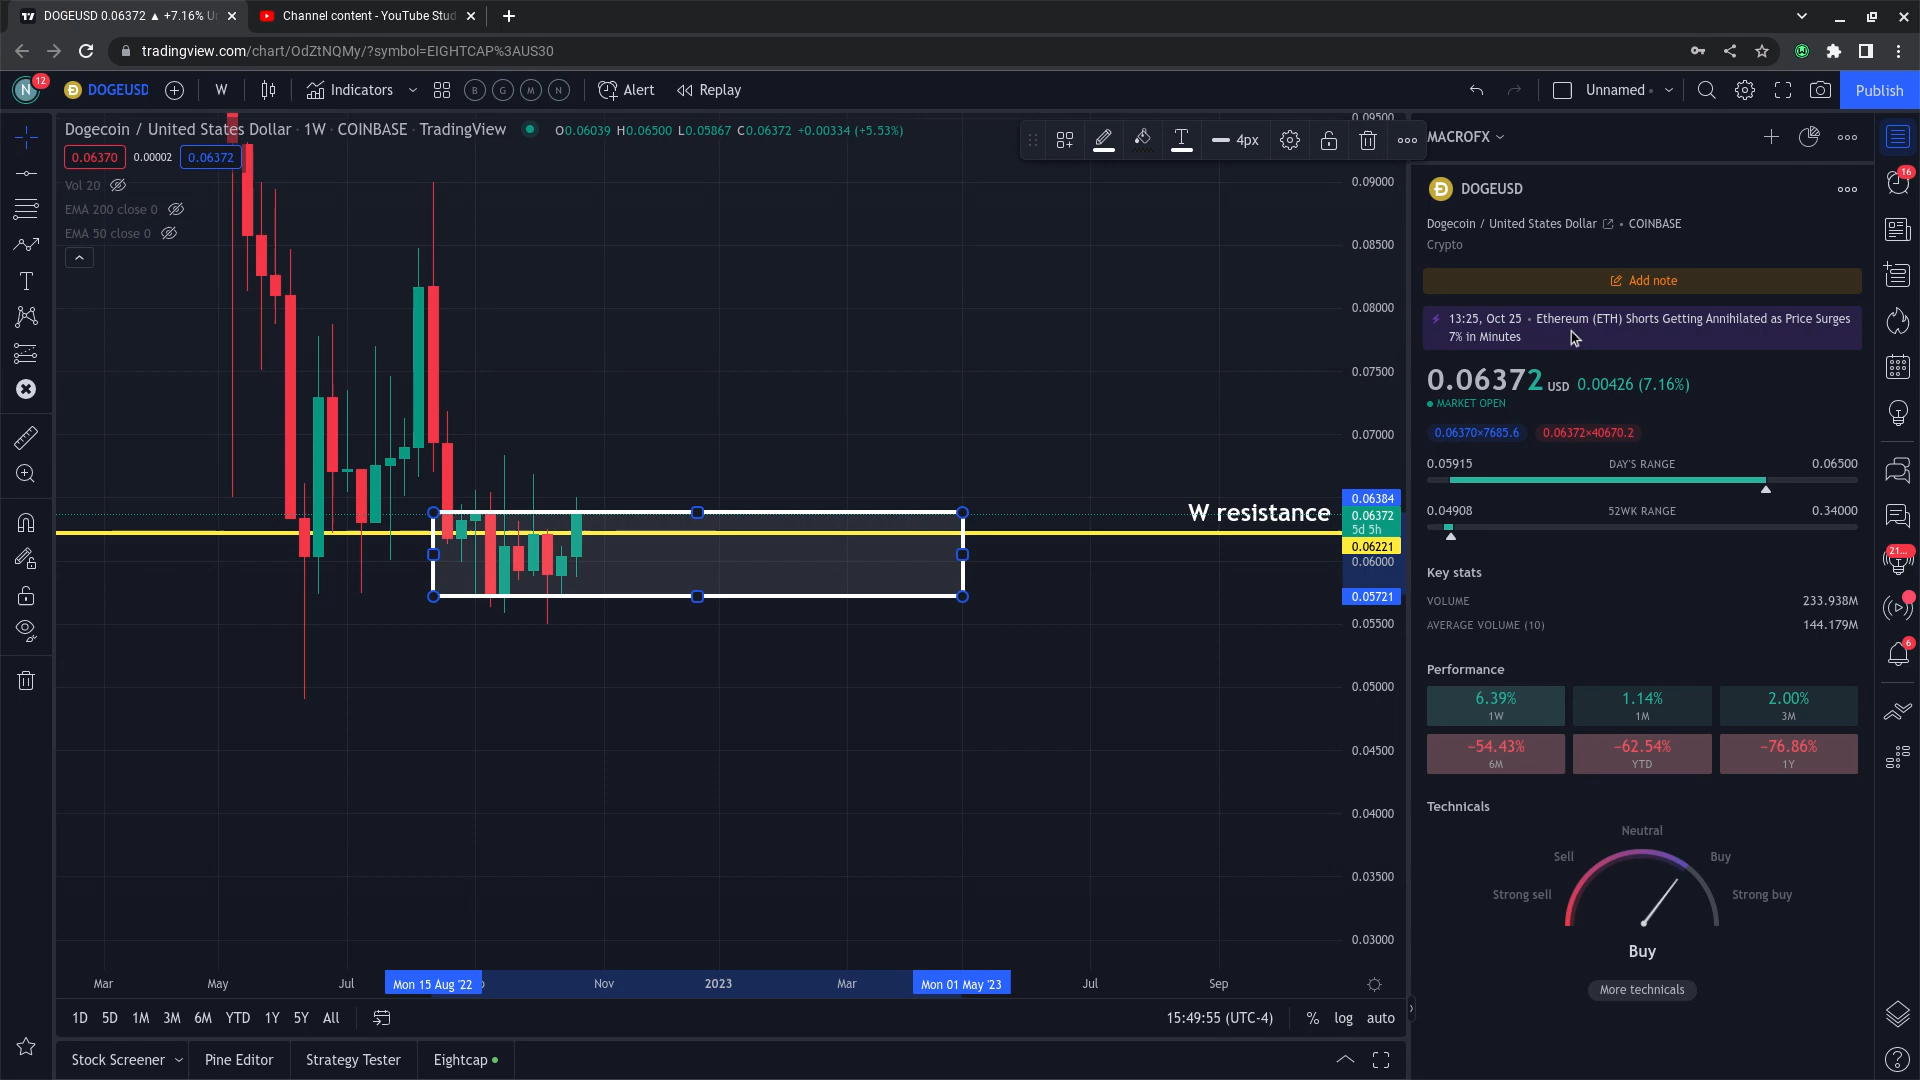 DOGEUSD 0.06372 ▲ +7.16% Un
Channel content - YouTube Stud
tradingview.com/chart/OdZtNQMy/?symbol=EIGHTCAP%3AUS30
N 12 DOGEUSD W Indicators B G M N Alert Replay Unnamed Publish
Dogecoin / United States Dollar · 1W · COINBASE · TradingView O0.06039 H0.06500 L0.05867 C0.06372 +0.00334 (+5.53%)
0.06370 0.00002 0.06372
Vol 20
EMA 200 close 0
EMA 50 close 0
4px
W resistance
0.09500
0.09000
0.08500
0.08000
0.07500
0.07000
0.06384
0.06372
5d 5h
0.06221
0.06000
0.05721
0.05500
0.05000
0.04500
0.04000
0.03500
0.03000
Mar May Jul Mon 15 Aug '22 Nov 2023 Mar Mon 01 May '23 Jul Sep
1D 5D 1M 3M 6M YTD 1Y 5Y All 15:49:55 (UTC-4) % log auto
Stock Screener Pine Editor Strategy Tester Eightcap
MACROFX
DOGEUSD
Dogecoin / United States Dollar • COINBASE
Crypto
Add note
13:25, Oct 25 • Ethereum (ETH) Shorts Getting Annihilated as Price Surges
7% in Minutes
0.06372 USD 0.00426 (7.16%)
MARKET OPEN
0.06370×7685.6 0.06372×40670.2
0.05915 DAY'S RANGE 0.06500
0.04908 52WK RANGE 0.34000
Key stats
VOLUME 233.938M
AVERAGE VOLUME (10) 144.179M
Performance
6.39% 1.14% 2.00%
1W 1M 3M
−54.43% −62.54% −76.86%
6M YTD 1Y
Technicals
Neutral
Sell Buy
Strong sell Strong buy
Buy
More technicals
16
21...
6